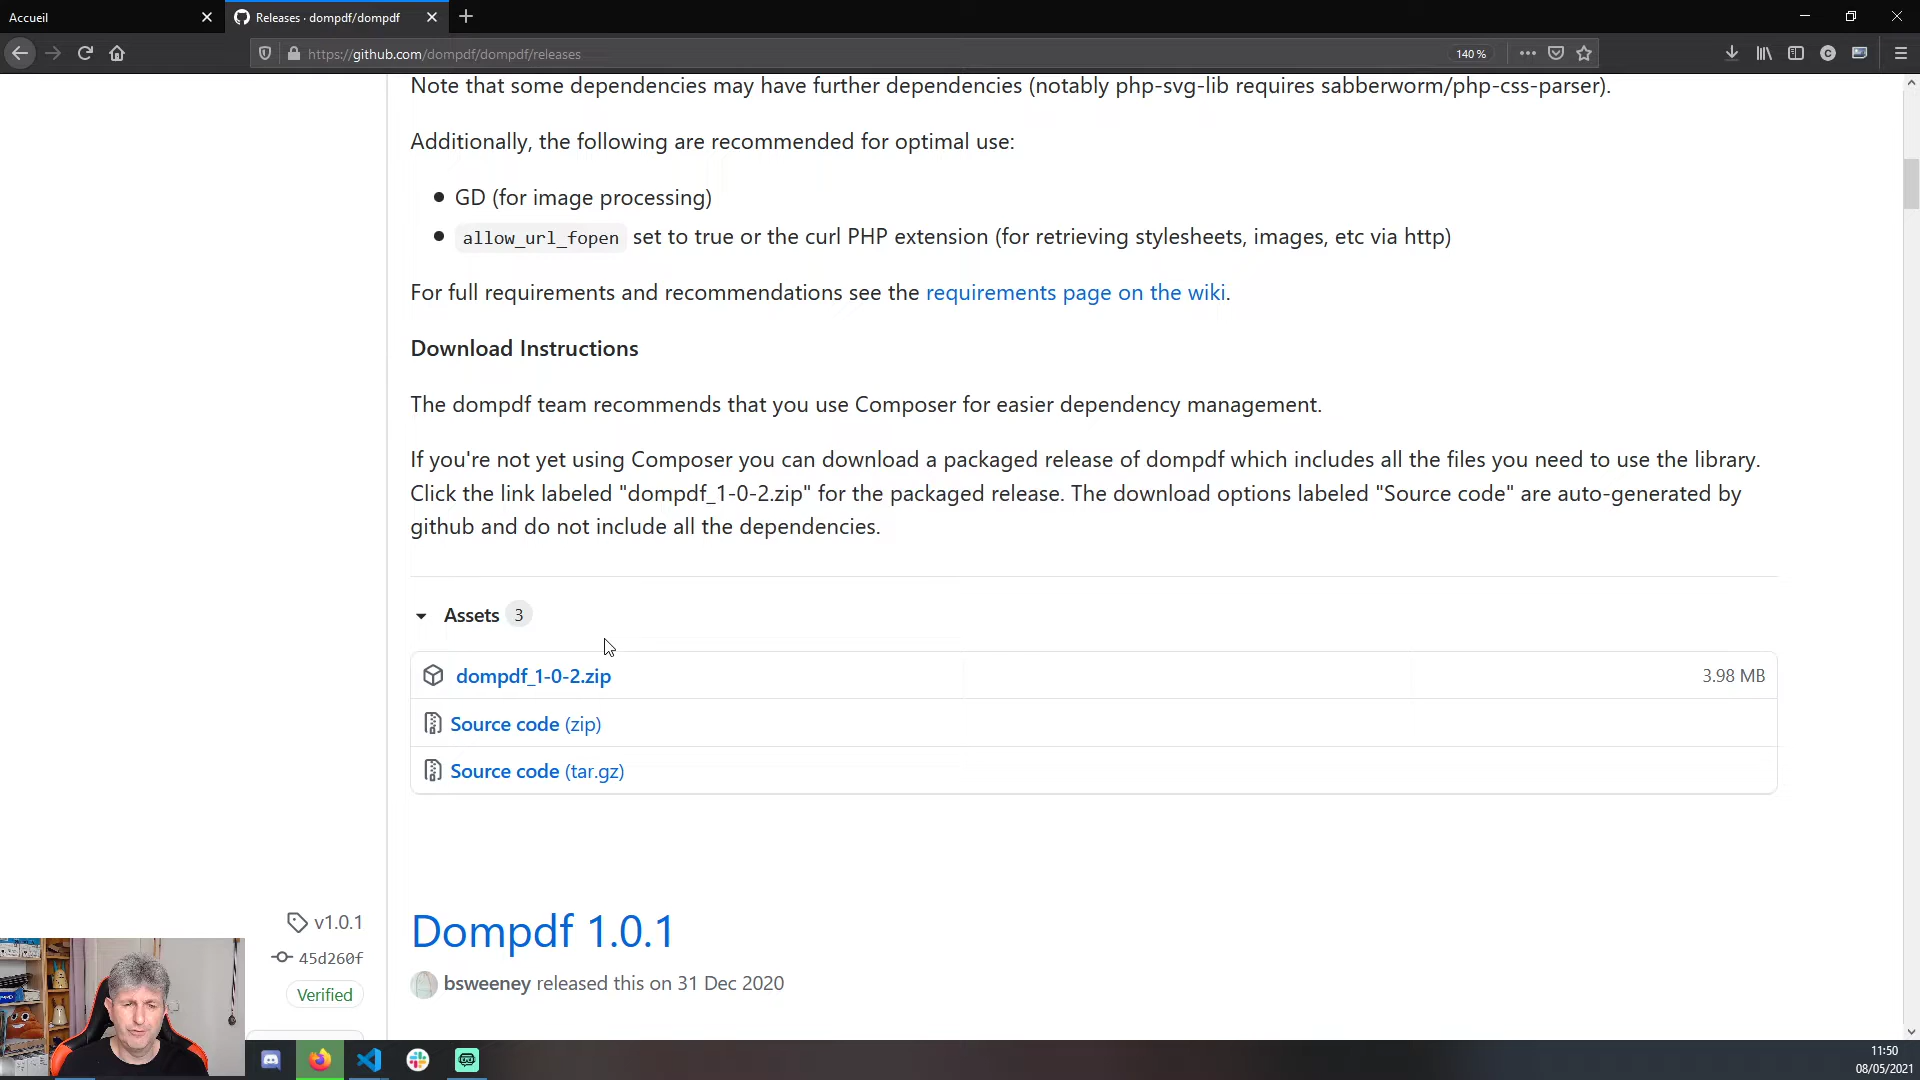 Accueil
Releases · dompdf/dompdf
https://github.com/dompdf/dompdf/releases
140 %
Note that some dependencies may have further dependencies (notably php-svg-lib requires sabberworm/php-css-parser).
Additionally, the following are recommended for optimal use:
GD (for image processing)
allow_url_fopen set to true or the curl PHP extension (for retrieving stylesheets, images, etc via http)
For full requirements and recommendations see the requirements page on the wiki.
Download Instructions
The dompdf team recommends that you use Composer for easier dependency management.
If you're not yet using Composer you can download a packaged release of dompdf which includes all the files you need to use the library.
Click the link labeled "dompdf_1-0-2.zip" for the packaged release. The download options labeled "Source code" are auto-generated by
github and do not include all the dependencies.
Assets 3
dompdf_1-0-2.zip 3.98 MB
Source code (zip)
Source code (tar.gz)
v1.0.1
45d260f
Verified
Dompdf 1.0.1
bsweeney released this on 31 Dec 2020
11:50
08/05/2021